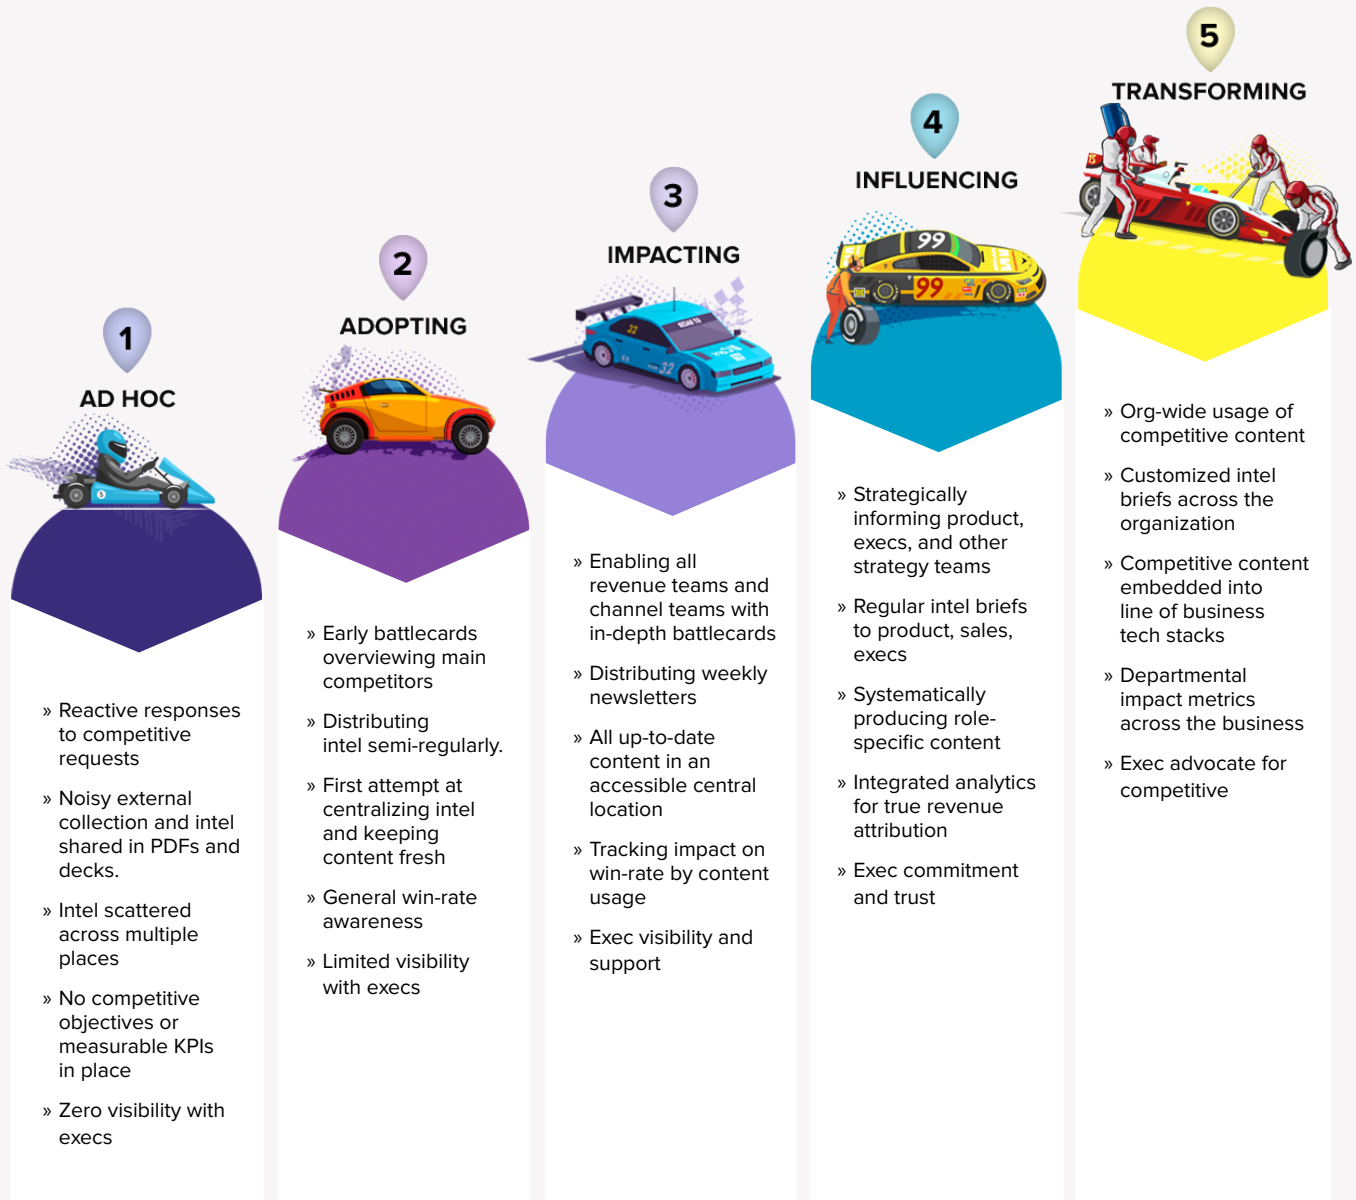 1
AD HOC
» Reactive responses
to competitive
requests
» Noisy external
collection and intel
shared in PDFs and
decks.
» Intel scattered
across multiple
places
» No competitive
objectives or
measurable KPIs
in place
» Zero visibility with
execs
2
ADOPTING
» Early battlecards
overviewing main
competitors
» Distributing
intel semi-regularly.
» First attempt at
centralizing intel
and keeping
content fresh
» General win-rate
awareness
» Limited visibility
with execs
3
IMPACTING
32
32
» Enabling all
revenue teams and
channel teams with
in-depth battlecards
» Distributing weekly
newsletters
» All up-to-date
content in an
accessible central
location
» Tracking impact on
win-rate by content
usage
» Exec visibility and
support
4
INFLUENCING
99
99
» Strategically
informing product,
execs, and other
strategy teams
» Regular intel briefs
to product, sales,
execs
» Systematically
producing role-
specific content
» Integrated analytics
for true revenue
attribution
» Exec commitment
and trust
5
TRANSFORMING
» Org-wide usage of
competitive content
» Customized intel
briefs across the
organization
» Competitive content
embedded into
line of business
tech stacks
» Departmental
impact metrics
across the business
» Exec advocate for
competitive